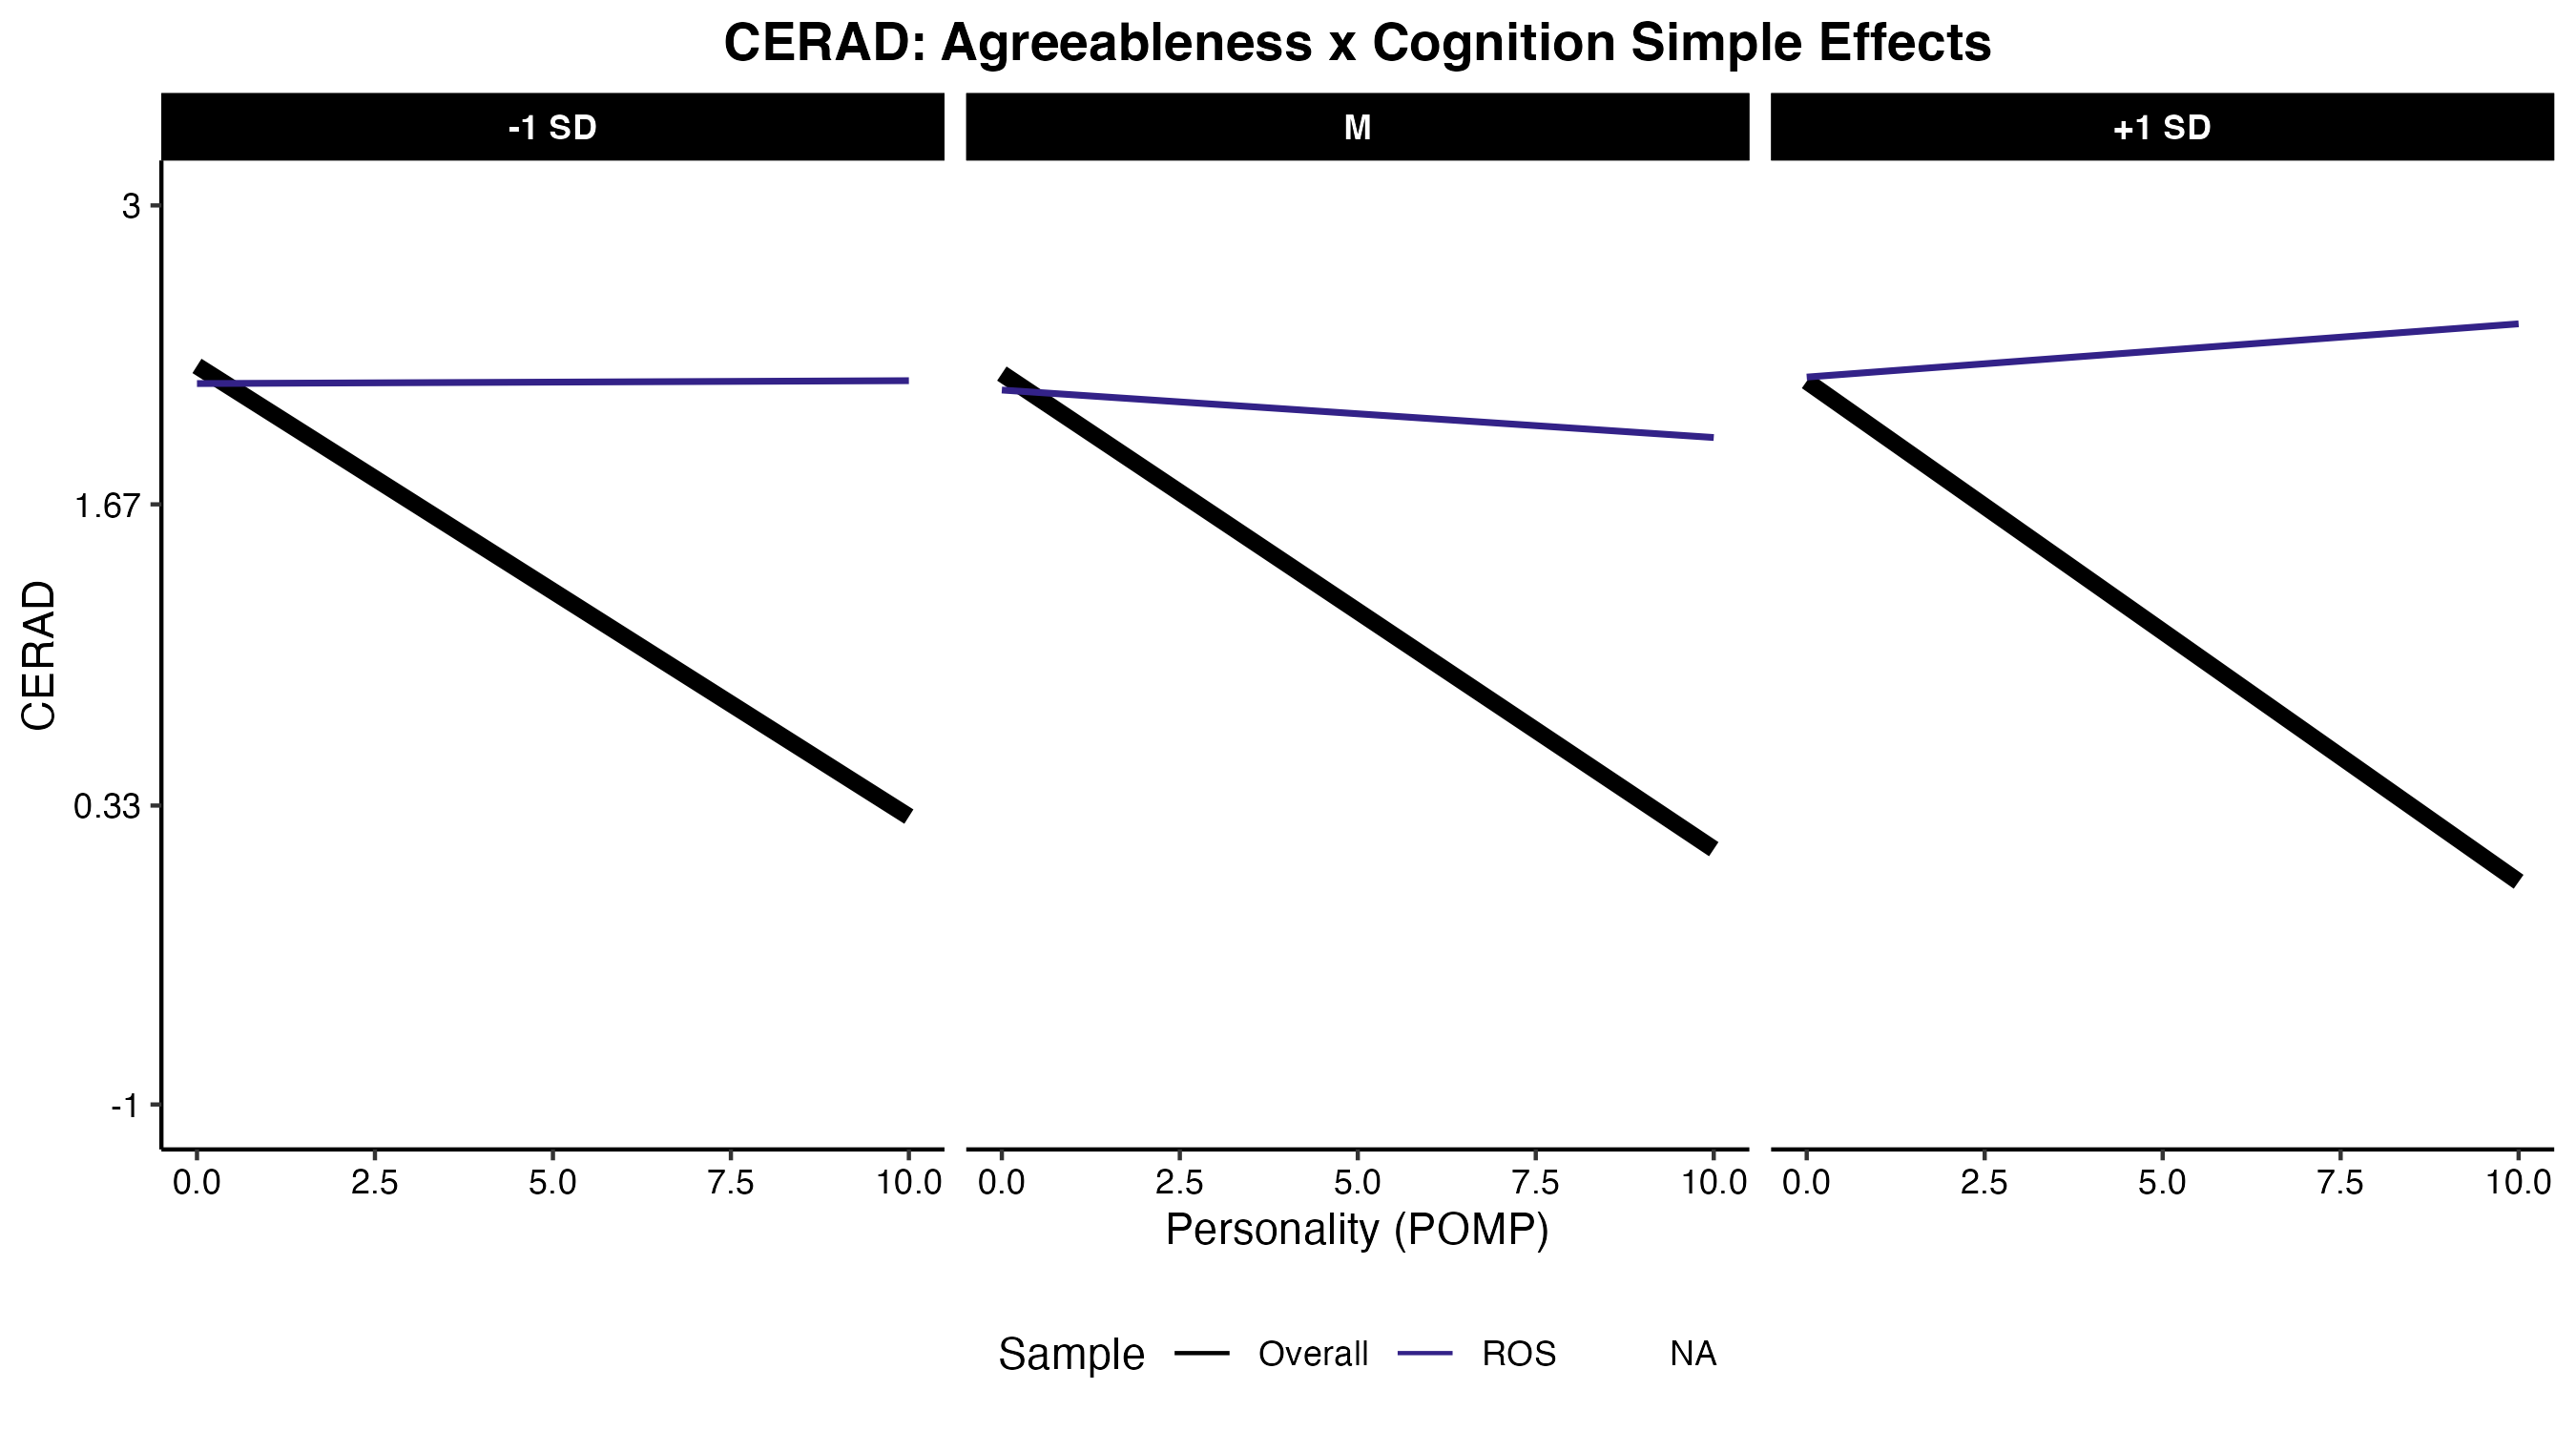 CERAD: Agreeableness x Cognition Simple Effects
-1 SD M +1 SD
3
1.67
0.33
-1
CERAD
0.0 2.5 5.0 7.5 10.0 0.0 2.5 5.0 7.5 10.0 0.0 2.5 5.0 7.5 10.0
Personality (POMP)
Sample Overall ROS NA